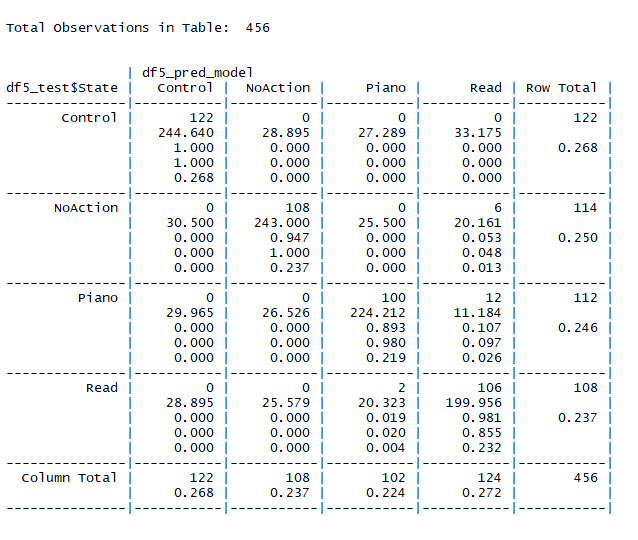 Total Observations in Table:  456
| df5_pred_model
df5_test$State |   Control |  NoAction |     Piano |      Read | Row Total |
---------------|-----------|-----------|-----------|-----------|-----------|
       Control |       122 |         0 |         0 |         0 |       122 |
               |   244.640 |    28.895 |    27.289 |    33.175 |           |
               |     1.000 |     0.000 |     0.000 |     0.000 |     0.268 |
               |     1.000 |     0.000 |     0.000 |     0.000 |           |
               |     0.268 |     0.000 |     0.000 |     0.000 |           |
---------------|-----------|-----------|-----------|-----------|-----------|
      NoAction |         0 |       108 |         0 |         6 |       114 |
               |    30.500 |   243.000 |    25.500 |    20.161 |           |
               |     0.000 |     0.947 |     0.000 |     0.053 |     0.250 |
               |     0.000 |     1.000 |     0.000 |     0.048 |           |
               |     0.000 |     0.237 |     0.000 |     0.013 |           |
---------------|-----------|-----------|-----------|-----------|-----------|
         Piano |         0 |         0 |       100 |        12 |       112 |
               |    29.965 |    26.526 |   224.212 |    11.184 |           |
               |     0.000 |     0.000 |     0.893 |     0.107 |     0.246 |
               |     0.000 |     0.000 |     0.980 |     0.097 |           |
               |     0.000 |     0.000 |     0.219 |     0.026 |           |
---------------|-----------|-----------|-----------|-----------|-----------|
          Read |         0 |         0 |         2 |       106 |       108 |
               |    28.895 |    25.579 |    20.323 |   199.956 |           |
               |     0.000 |     0.000 |     0.019 |     0.981 |     0.237 |
               |     0.000 |     0.000 |     0.020 |     0.855 |           |
               |     0.000 |     0.000 |     0.004 |     0.232 |           |
---------------|-----------|-----------|-----------|-----------|-----------|
  Column Total |       122 |       108 |       102 |       124 |       456 |
               |     0.268 |     0.237 |     0.224 |     0.272 |           |
---------------|-----------|-----------|-----------|-----------|-----------|